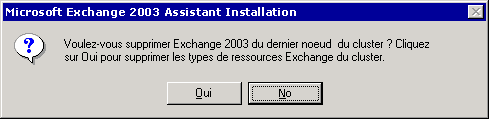 Microsoft Exchange 2003 Assistant Installation
Voulez-vous supprimer Exchange 2003 du dernier noeud  du cluster ? Cliquez
sur Oui pour supprimer les types de ressources Exchange du cluster.
Oui
No